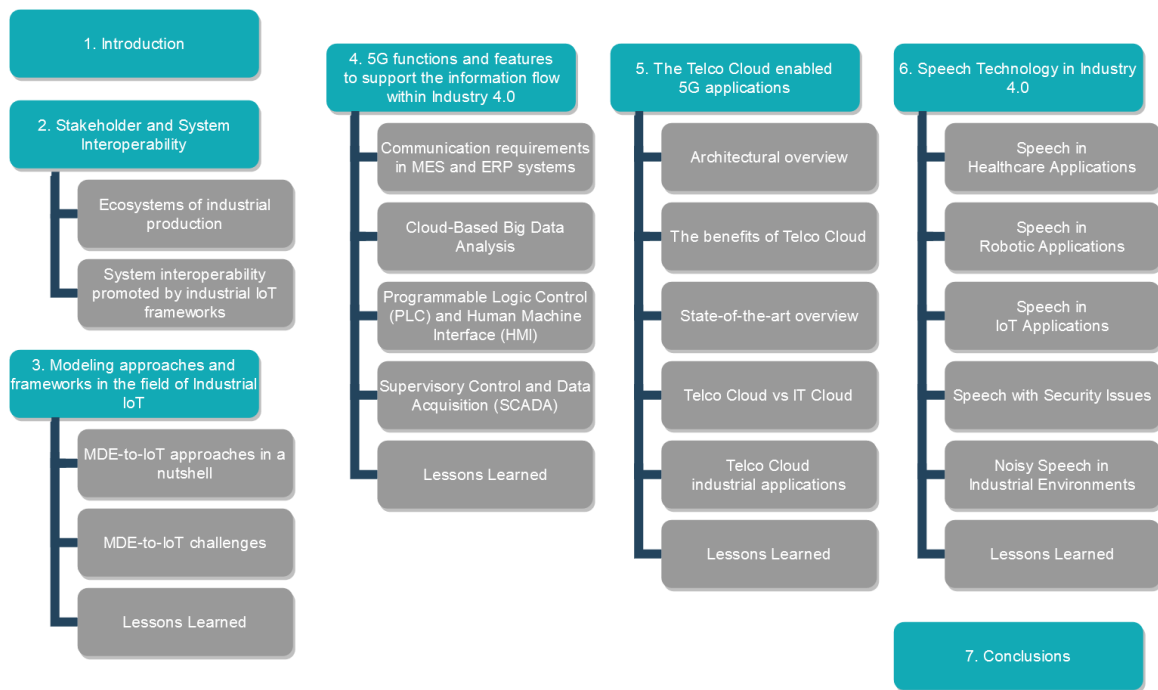 1. Introduction
2. Stakeholder and System
Interoperability
Ecosystems of industrial
production
System interoperability
promoted by industrial IoT
frameworks
3. Modeling approaches and
frameworks in the field of Industrial
IoT
MDE-to-IoT approaches in a
nutshell
MDE-to-IoT challenges
Lessons Learned
4. 5G functions and features
to support the information flow
within Industry 4.0
Communication requirements
in MES and ERP systems
Cloud-Based Big Data
Analysis
Programmable Logic Control
(PLC) and Human Machine
Interface (HMI)
Supervisory Control and Data
Acquisition (SCADA)
Lessons Learned
5. The Telco Cloud enabled
5G applications
Architectural overview
The benefits of Telco Cloud
State-of-the-art overview
Telco Cloud vs IT Cloud
Telco Cloud
industrial applications
Lessons Learned
6. Speech Technology in Industry
4.0
Speech in
Healthcare Applications
Speech in
Robotic Applications
Speech in
IoT Applications
Speech with Security Issues
Noisy Speech in
Industrial Environments
Lessons Learned
7. Conclusions